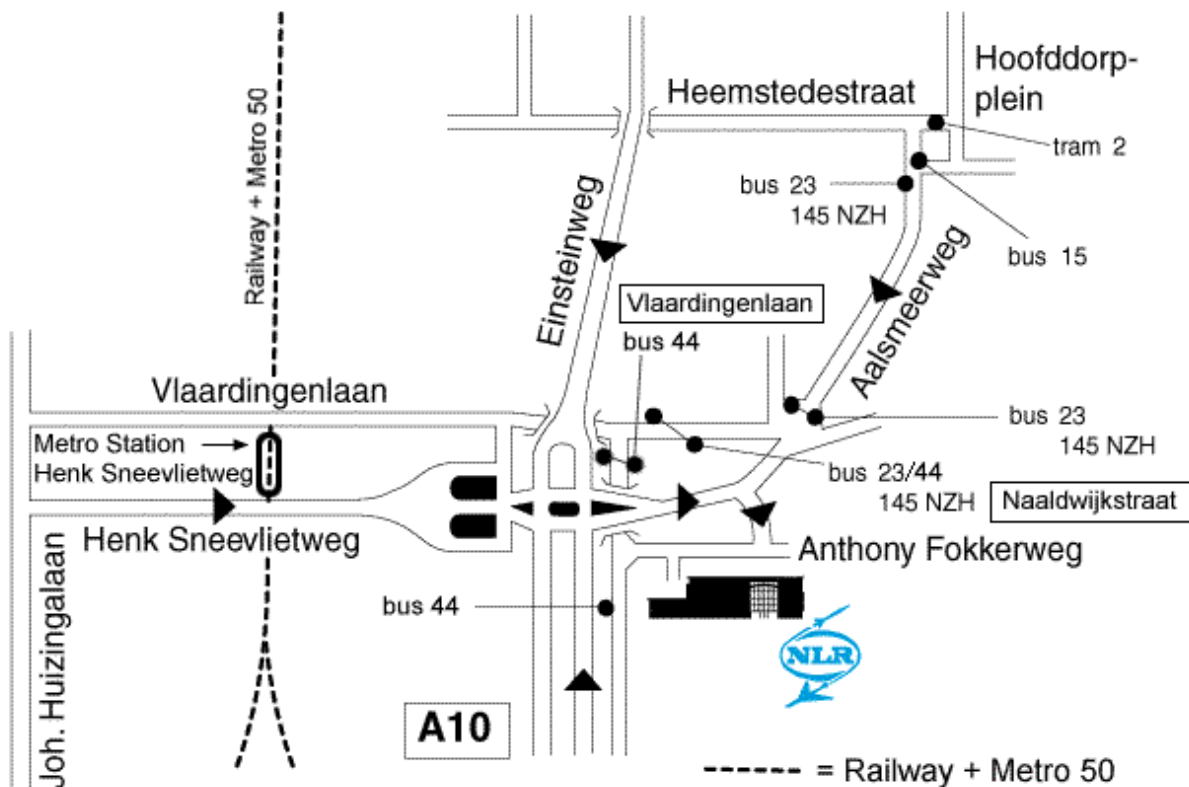 Hoofddorp-
plein
Heemstedestraat
tram 2
Railway + Metro 50
bus 23
145 NZH
bus 15
Einsteinweg
Aalsmeerweg
Vlaardingenlaan
bus 44
Vlaardingenlaan
Metro Station
Henk Sneevlietweg
bus 23
145 NZH
bus 23/44
145 NZH
Naaldwijkstraat
Henk Sneevlietweg
Anthony Fokkerweg
bus 44
Joh. Huizingalaan
NLR
A10
= Railway + Metro 50